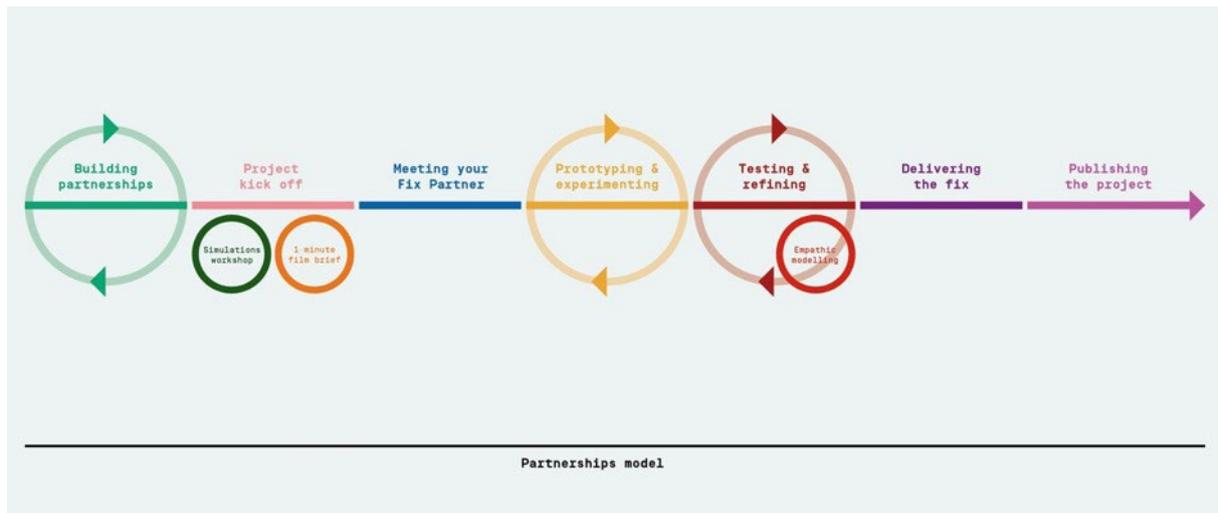 Building
partnerships
Project
kick off
Meeting your
Fix Partner
Prototyping &
experimenting
Testing &
refining
Delivering
the fix
Publishing
the project
Simulations
workshop
1 minute
film brief
Empathic
modelling
Partnerships model